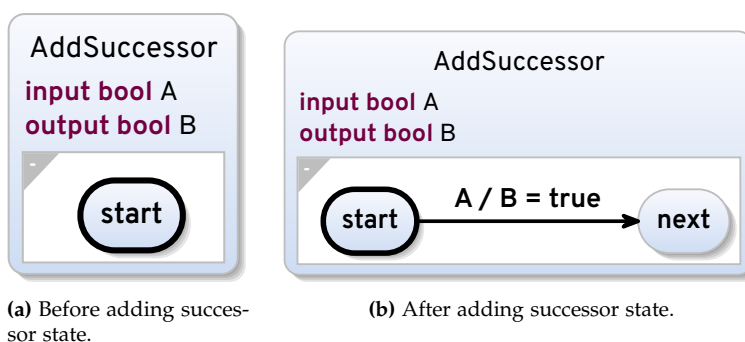 AddSuccessor
input bool A
output bool B
-
start
(a) Before adding succes-
sor state.
AddSuccessor
input bool A
output bool B
-
start
A / B = true
next
(b) After adding successor state.